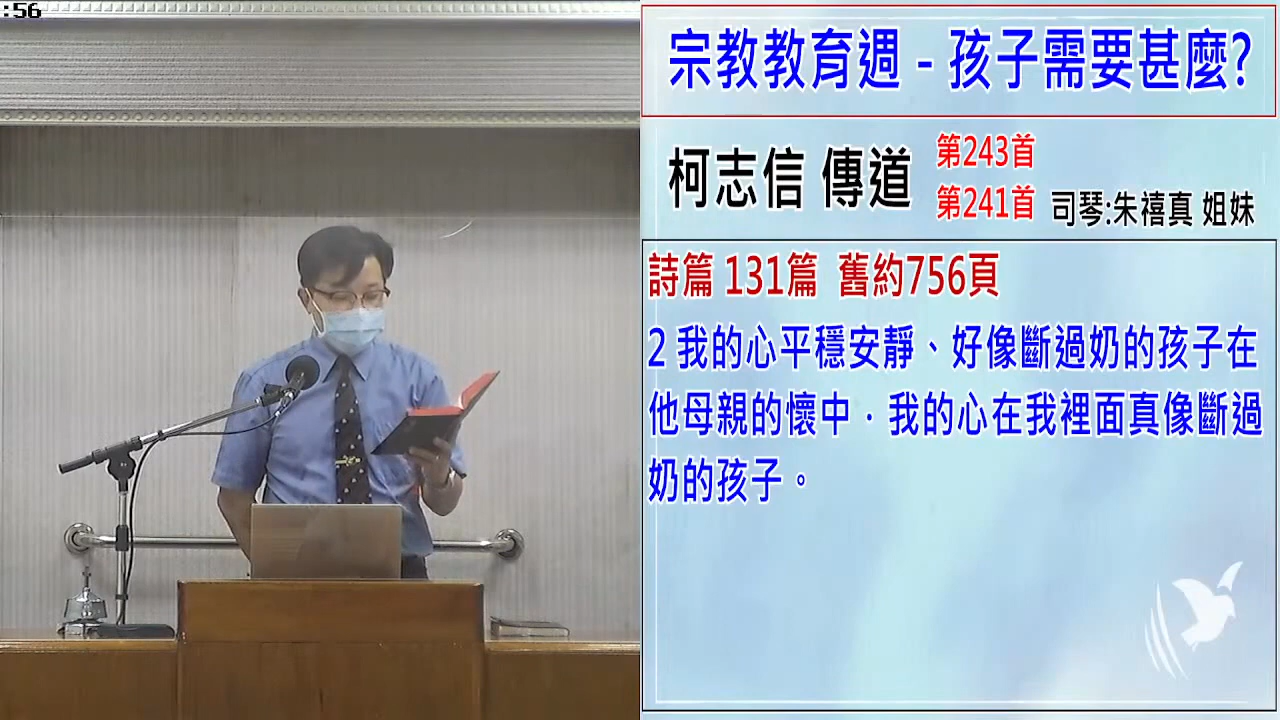 :56
宗教教育週 - 孩子需要甚麼?
柯志信 傳道
第243首
第241首
司琴:朱禧真 姐妹
詩篇 131篇 舊約756頁
2 我的心平穩安靜、好像斷過奶的孩子在
他母親的懷中．我的心在我裡面真像斷過
奶的孩子。